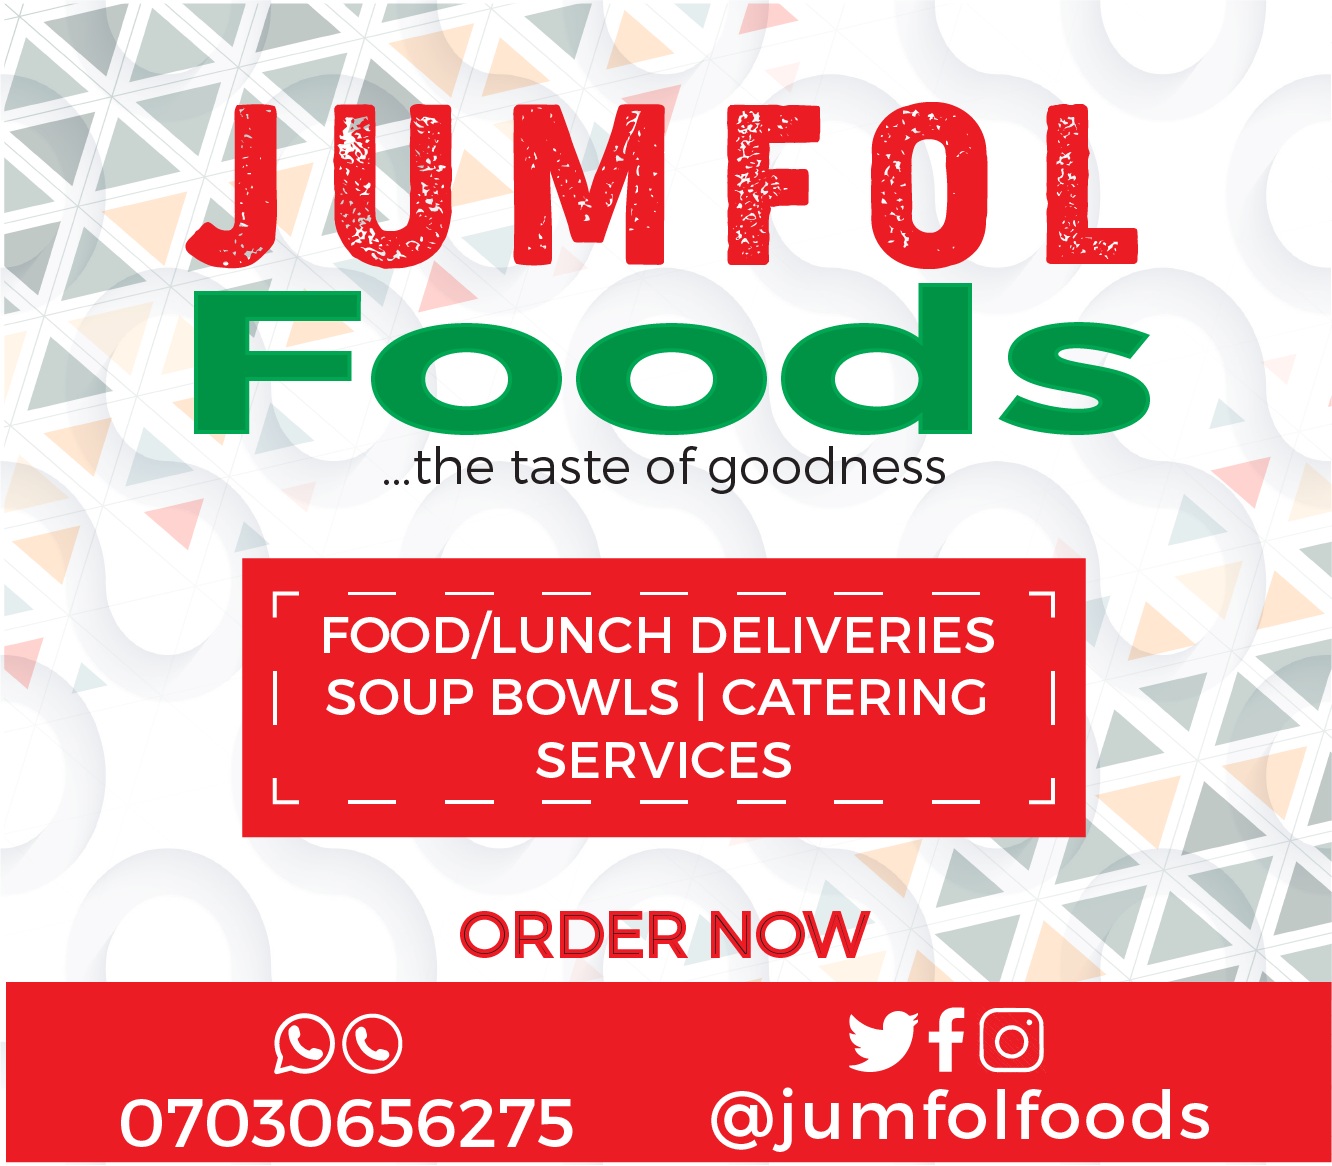 JUMFOL
Foods
...the taste of goodness
FOOD/LUNCH DELIVERIES
SOUP BOWLS | CATERING
SERVICES
ORDER NOW
07030656275
@jumfolfoods